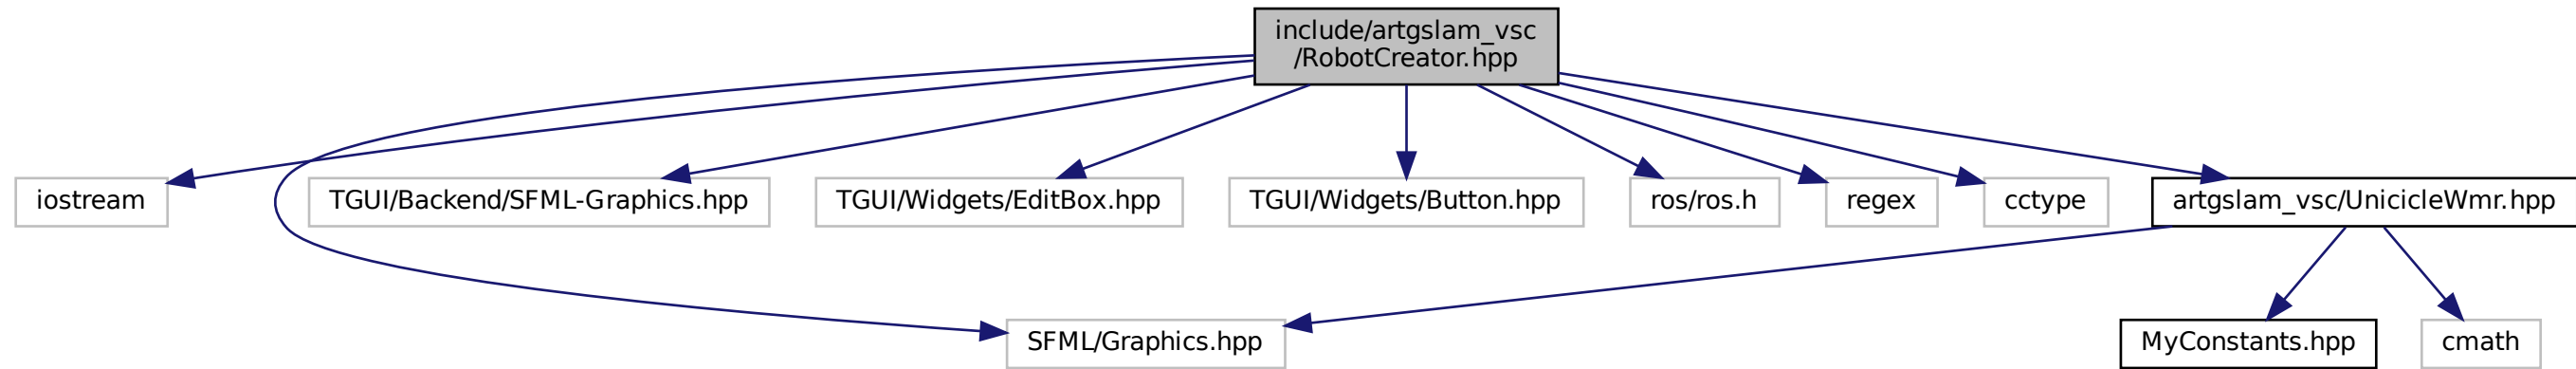 include/artgslam_vsc
/RobotCreator.hpp
iostream
TGUI/Backend/SFML-Graphics.hpp
TGUI/Widgets/EditBox.hpp
TGUI/Widgets/Button.hpp
ros/ros.h
regex
cctype
artgslam_vsc/UnicicleWmr.hpp
SFML/Graphics.hpp
MyConstants.hpp
cmath